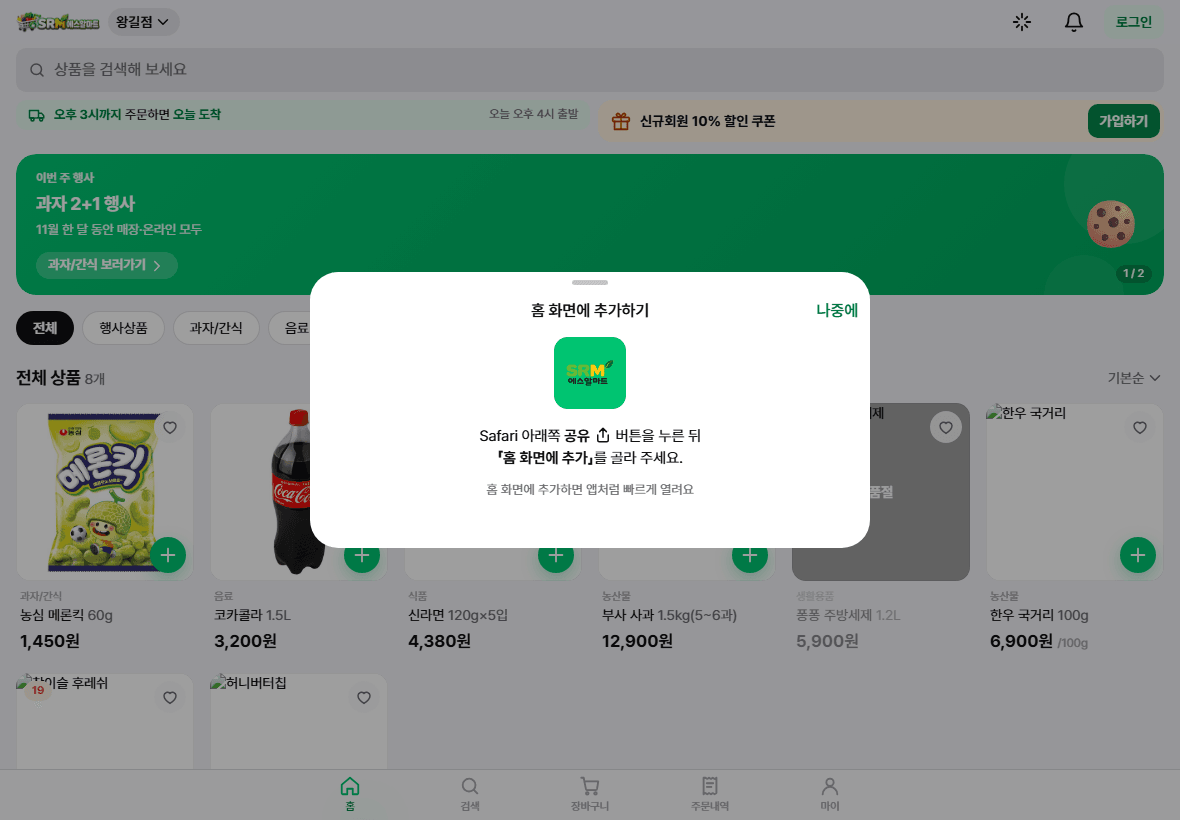 SRM에스알마트
왕길점
로그인
상품을 검색해 보세요
오후 3시까지 주문하면 오늘 도착
오늘 오후 4시 출발
신규회원 10% 할인 쿠폰
가입하기
이번 주 행사
과자 2+1 행사
11월 한 달 동안 매장·온라인 모두
과자/간식 보러가기
1 / 2
전체
행사상품
과자/간식
음료
홈 화면에 추가하기
나중에
SRM
에스알마트
Safari 아래쪽 공유 버튼을 누른 뒤
『홈 화면에 추가』를 골라 주세요.
홈 화면에 추가하면 앱처럼 빠르게 열려요
전체 상품 8개
기본순
농심
메론킥
Coca-Co
제
품절
한우 국거리
과자/간식
농심 메론킥 60g
1,450원
음료
코카콜라 1.5L
3,200원
식품
신라면 120g×5입
4,380원
농산물
부사 사과 1.5kg(5~6과)
12,900원
생활용품
퐁퐁 주방세제 1.2L
5,900원
농산물
한우 국거리 100g
6,900원 /100g
참이슬 후레쉬
19
허니버터칩
홈
검색
장바구니
주문내역
마이